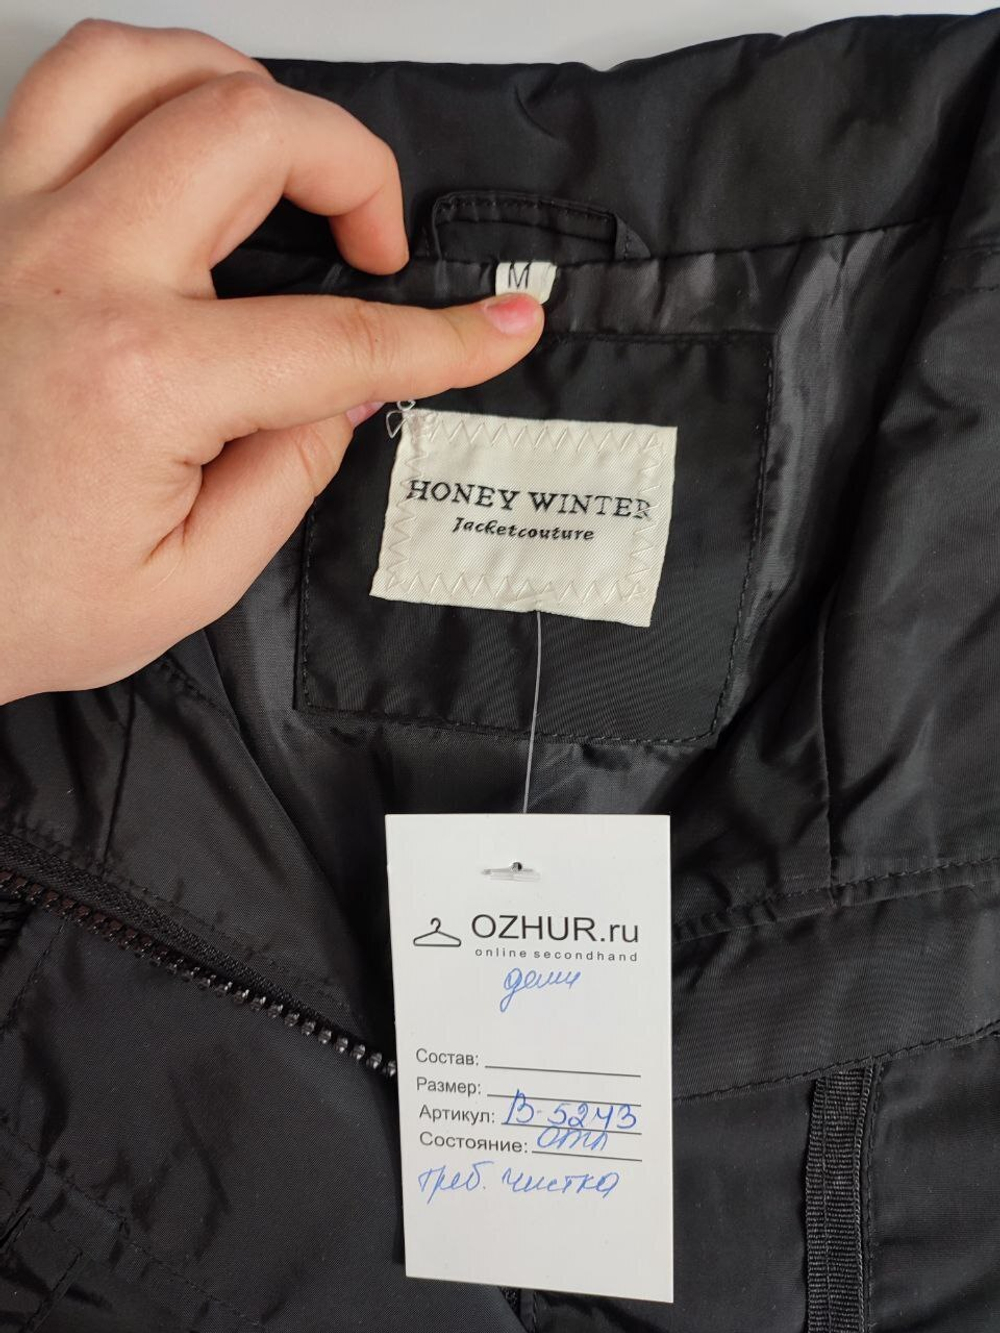 M
HONEY WINTER
Jacketcouture
OZHUR.ru
online secondhand
деми
Состав:
Размер:
Артикул: В-5243
Состояние: отл
треб. чистка